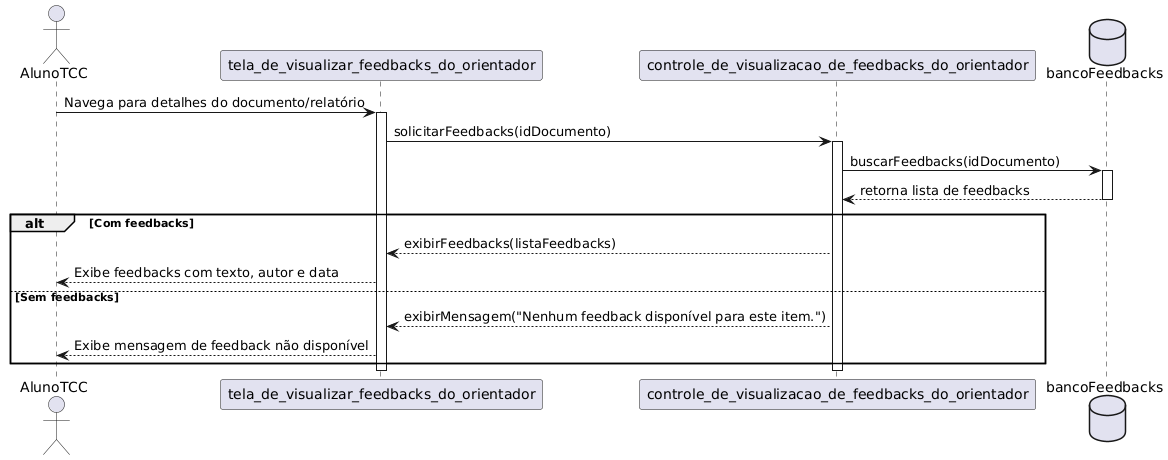 AlunoTCC
tela_de_visualizar_feedbacks_do_orientador
controle_de_visualizacao_de_feedbacks_do_orientador
bancoFeedbacks
Navega para detalhes do documento/relatório
solicitarFeedbacks(idDocumento)
buscarFeedbacks(idDocumento)
retorna lista de feedbacks
alt
[Com feedbacks]
exibirFeedbacks(listaFeedbacks)
Exibe feedbacks com texto, autor e data
[Sem feedbacks]
exibirMensagem("Nenhum feedback disponível para este item.")
Exibe mensagem de feedback não disponível
AlunoTCC
tela_de_visualizar_feedbacks_do_orientador
controle_de_visualizacao_de_feedbacks_do_orientador
bancoFeedbacks